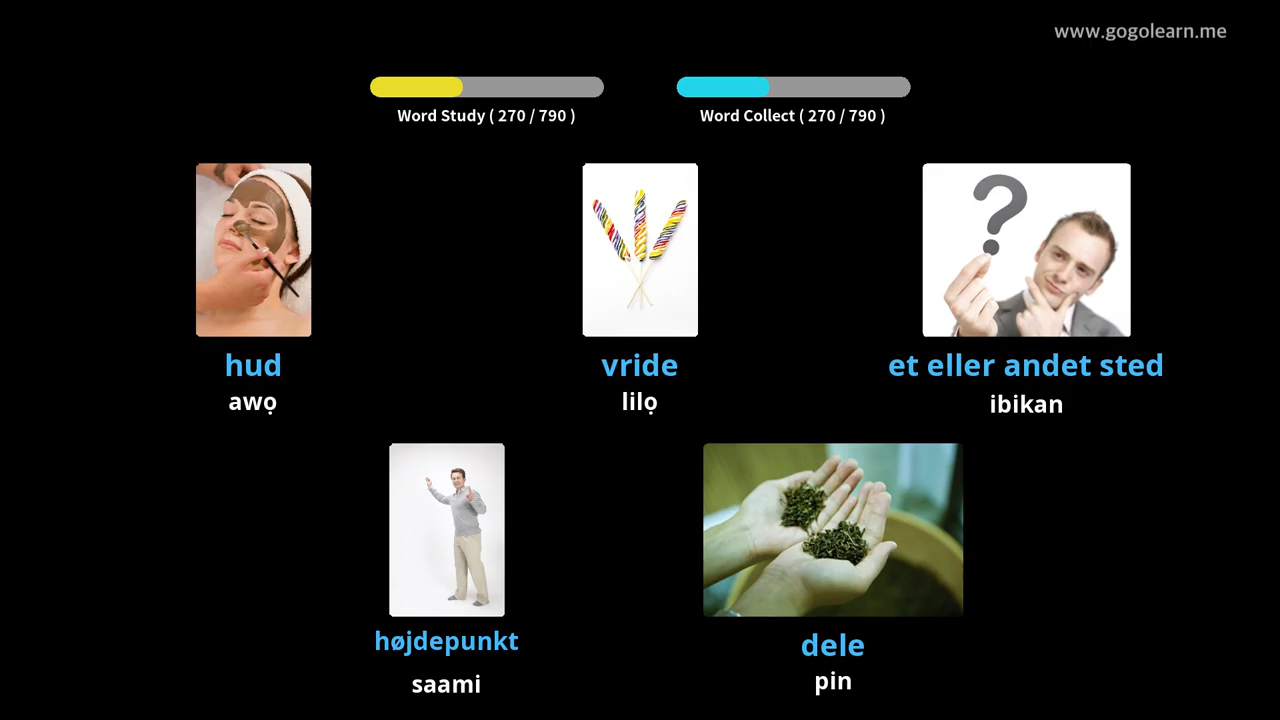 www.gogolearn.me
Word Study ( 270 / 790 )
Word Collect ( 270 / 790 )
hud
awọ
vride
lilọ
et eller andet sted
ibikan
højdepunkt
saami
dele
pin